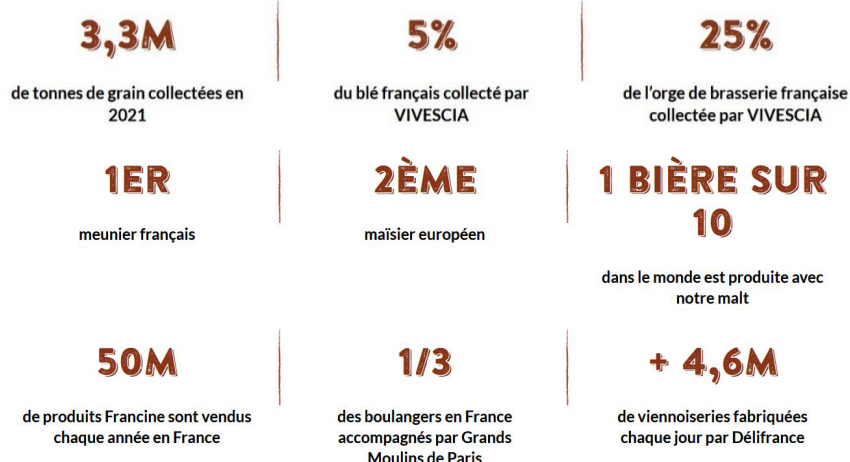 3,3M
de tonnes de grain collectées en
2021
5%
du blé français collecté par
VIVESCIA
25%
de l'orge de brasserie française
collectée par VIVESCIA
1ER
meunier français
2ÈME
maïsier européen
1 BIÈRE SUR
10
dans le monde est produite avec
notre malt
50M
de produits Francine sont vendus
chaque année en France
1/3
des boulangers en France
accompagnés par Grands
Moulins de Paris
+ 4,6M
de viennoiseries fabriquées
chaque jour par Délifrance